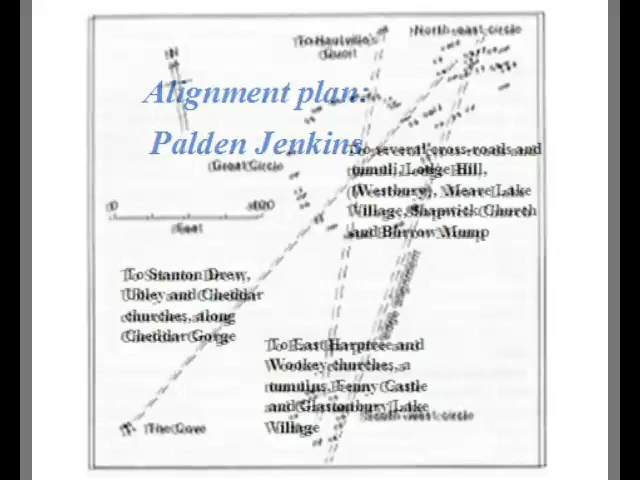 To Hautville's
Quoit
North-east circle
N
Alignment plan:
Palden Jenkins
Great Circle
To several cross-roads and
tumuli, Lodge Hill,
(Westbury), Meare Lake
Village, Shapwick Church
and Burrow Mump
0
400
Feet
To Stanton Drew,
Ubley and Cheddar
churches, along
Cheddar Gorge
To East Harptree and
Wookey churches, a
tumulus, Fenny Castle
and Glastonbury Lake
Village
South-west circle
The Cove